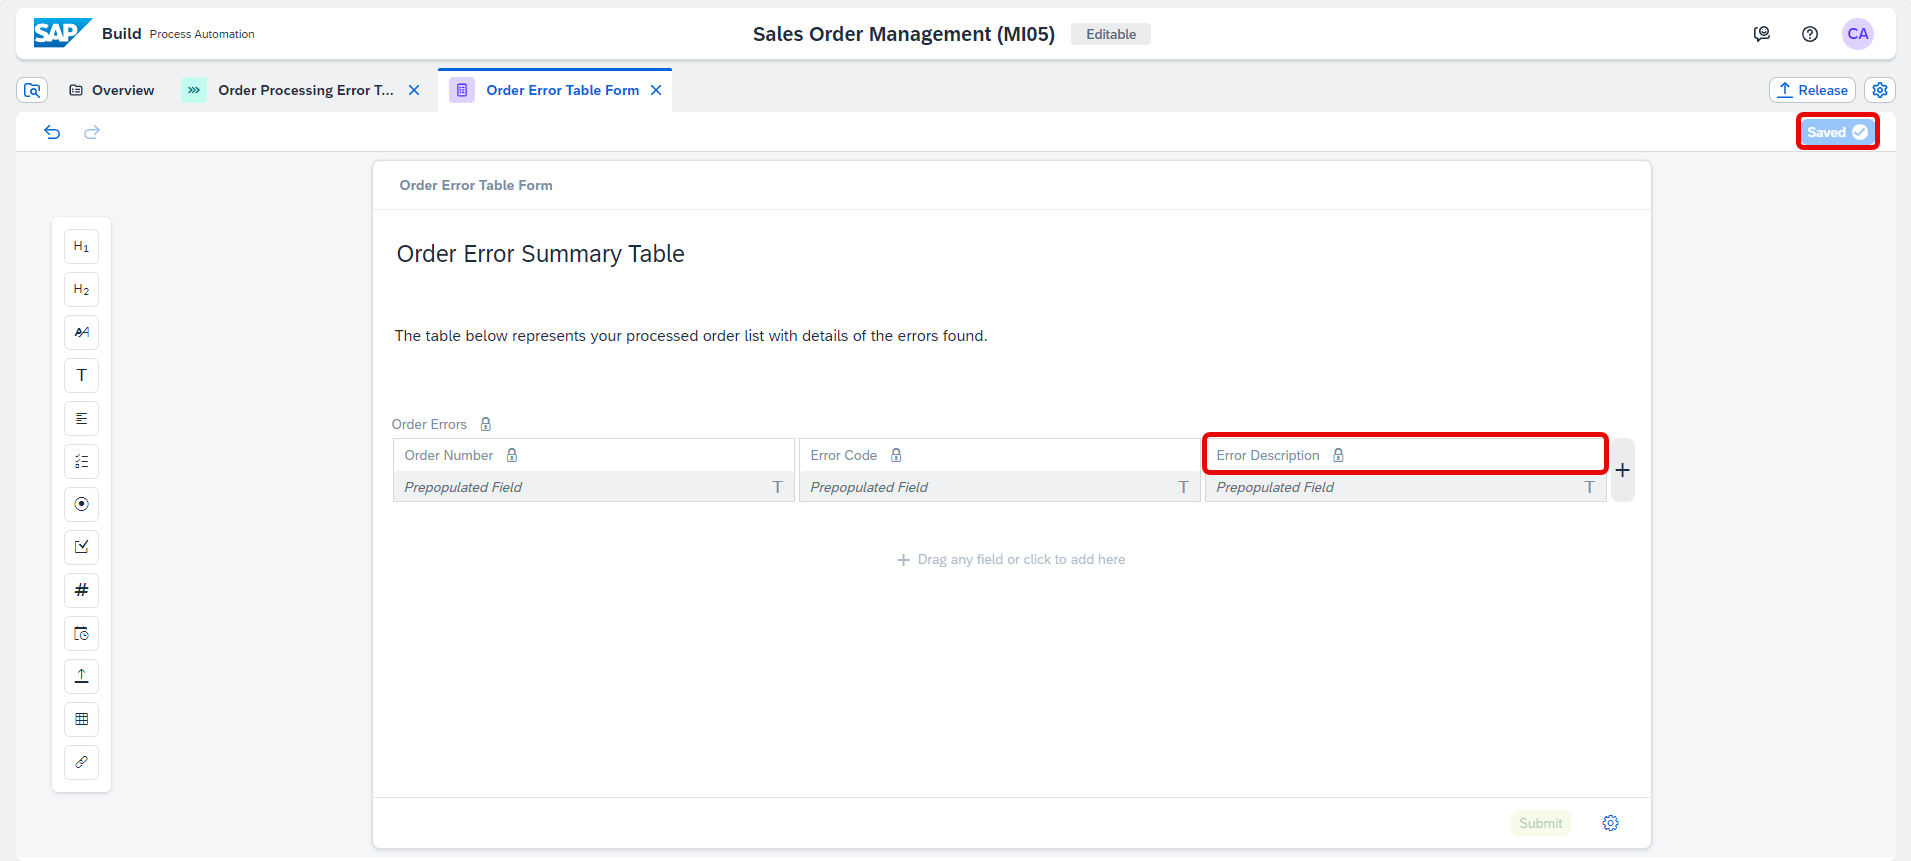 SAP Build Process Automation
Sales Order Management (MI05) Editable
CA
Overview
Order Processing Error T...
Order Error Table Form
Release
Saved
Order Error Table Form
H1
H2
AA
T
#
Order Error Summary Table
The table below represents your processed order list with details of the errors found.
Order Errors
Order Number Error Code Error Description
Prepopulated Field T Prepopulated Field T Prepopulated Field T
+
+ Drag any field or click to add here
Submit